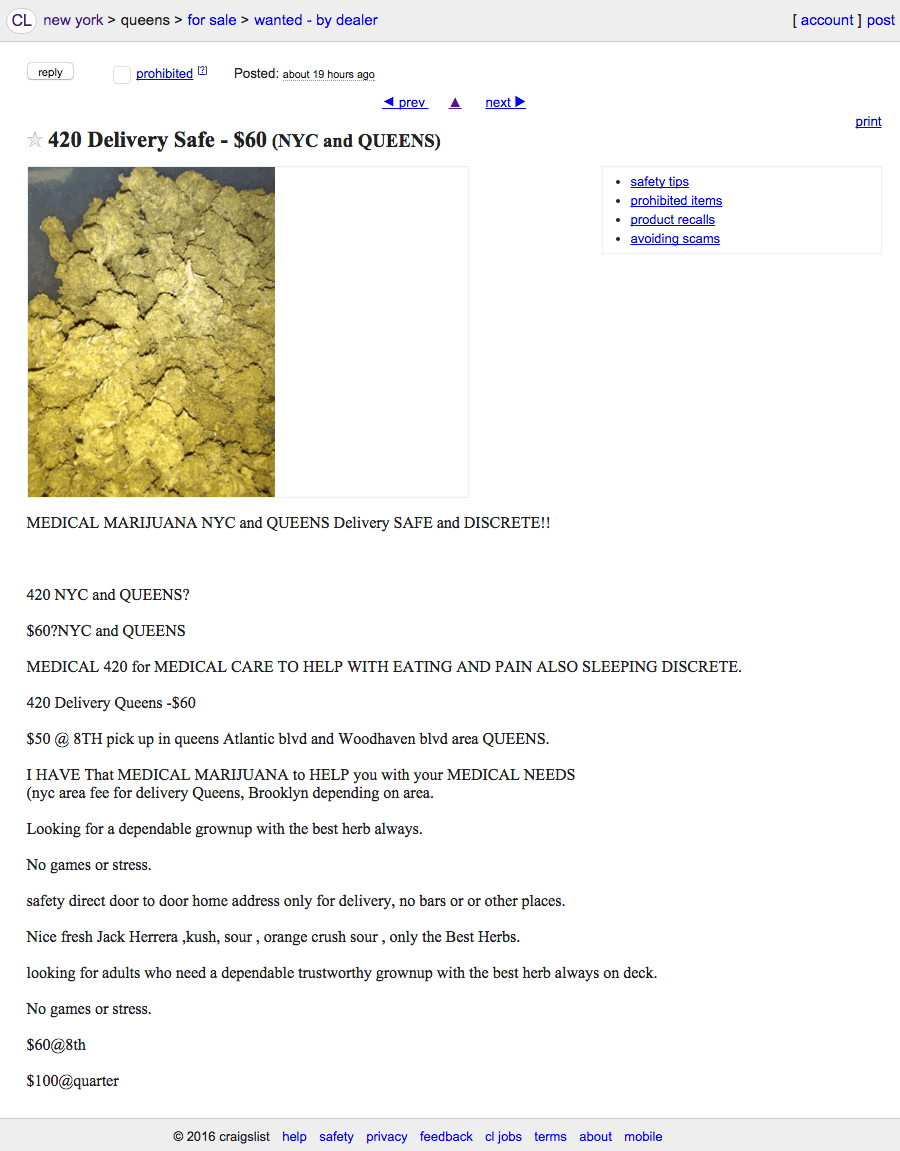 CL new york > queens > for sale > wanted - by dealer [ account ] post
reply prohibited [?] Posted: about 19 hours ago
◀ prev ▲ next ▶
print
☆ 420 Delivery Safe - $60 (NYC and QUEENS)
• safety tips
• prohibited items
• product recalls
• avoiding scams
MEDICAL MARIJUANA NYC and QUEENS Delivery SAFE and DISCRETE!!
420 NYC and QUEENS?
$60?NYC and QUEENS
MEDICAL 420 for MEDICAL CARE TO HELP WITH EATING AND PAIN ALSO SLEEPING DISCRETE.
420 Delivery Queens -$60
$50 @ 8TH pick up in queens Atlantic blvd and Woodhaven blvd area QUEENS.
I HAVE That MEDICAL MARIJUANA to HELP you with your MEDICAL NEEDS
(nyc area fee for delivery Queens, Brooklyn depending on area.
Looking for a dependable grownup with the best herb always.
No games or stress.
safety direct door to door home address only for delivery, no bars or or other places.
Nice fresh Jack Herrera ,kush, sour , orange crush sour , only the Best Herbs.
looking for adults who need a dependable trustworthy grownup with the best herb always on deck.
No games or stress.
$60@8th
$100@quarter
© 2016 craigslist help safety privacy feedback cl jobs terms about mobile